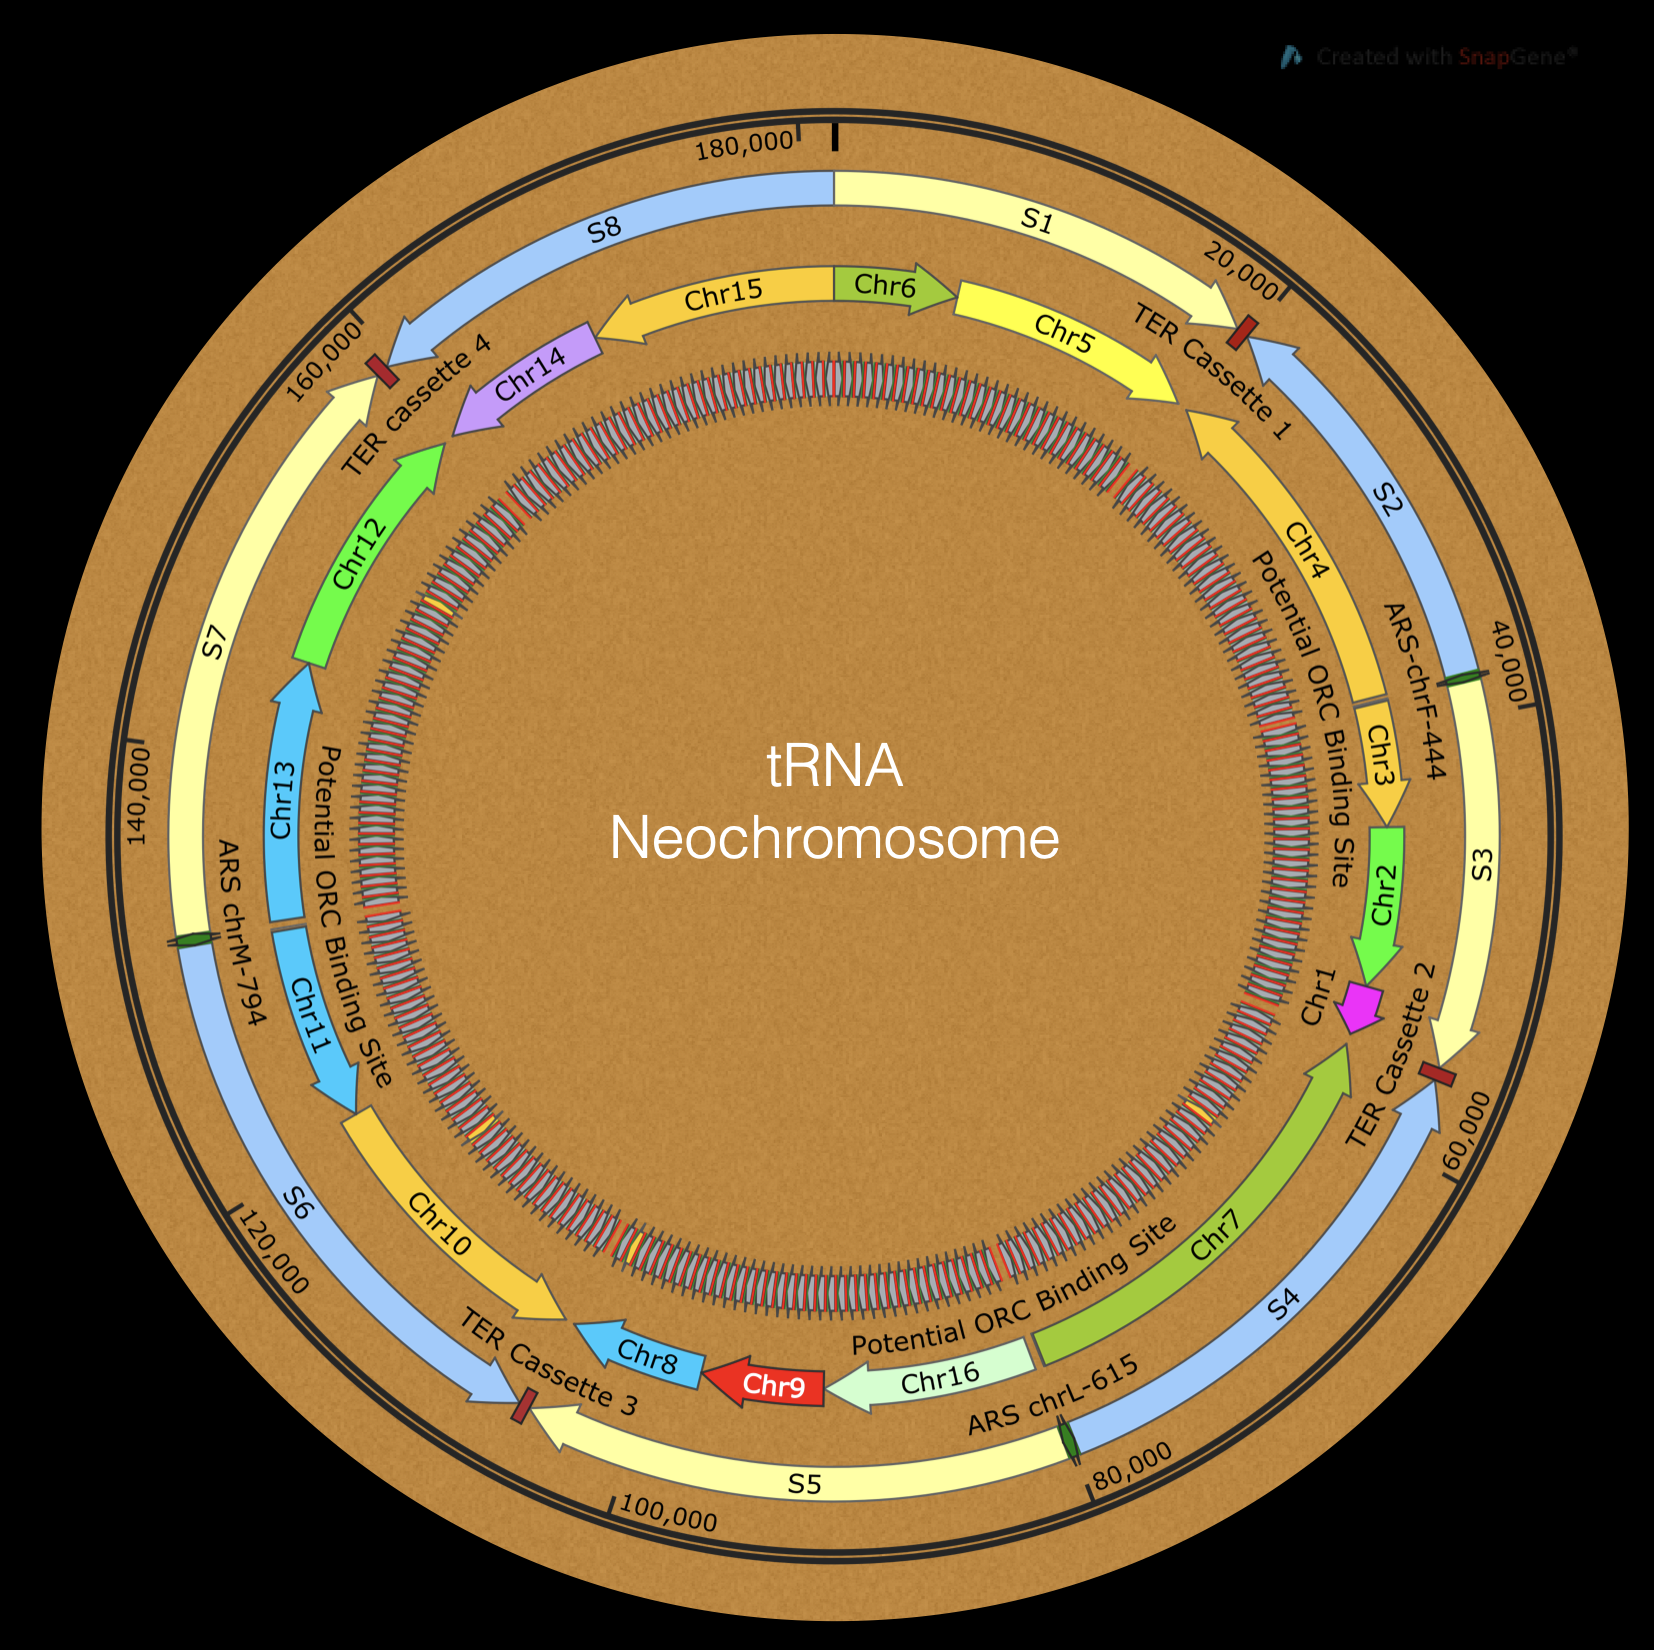 Created with SnapGene®
180,000
S8
S1
20,000
Chr15
Chr6
Chr5
TER Cassette 1
160,000
TER cassette 4
Chr14
S2
Chr4
Chr12
Potential ORC Binding Site
ARS-chrF-444
40,000
S7
Chr3
tRNA
Neochromosome
140,000
Chr13
Potential ORC Binding Site
ARS chrM-794
Chr2
S3
Chr1
TER Cassette 2
Chr11
60,000
S6
120,000
Chr10
Chr7
Potential ORC Binding Site
S4
TER Cassette 3
Chr8
Chr9
Chr16
ARS chrL-615
S5
80,000
100,000